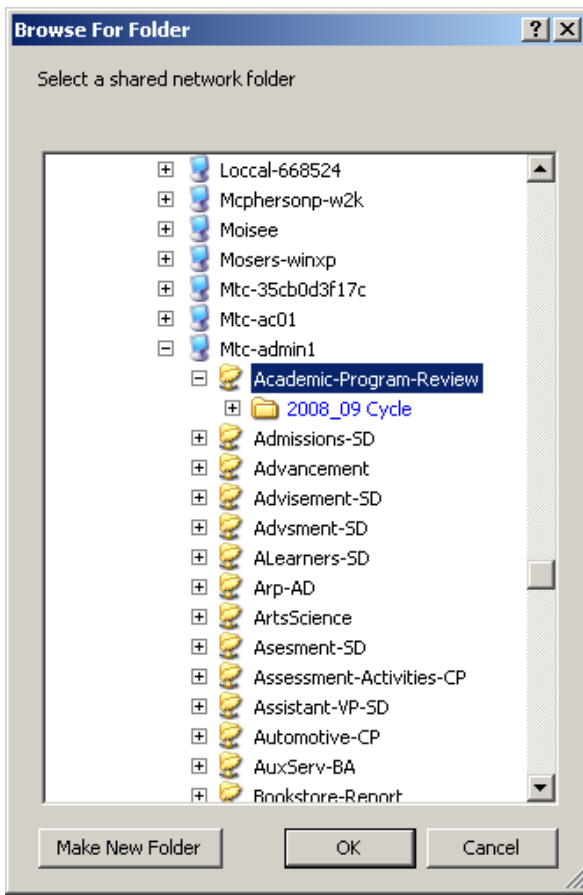 Browse For Folder
Select a shared network folder
Loccal-668524
Mcphersonp-w2k
Moisee
Mosers-winxp
Mtc-35cb0d3f17c
Mtc-ac01
Mtc-admin1
Academic-Program-Review
2008_09 Cycle
Admissions-SD
Advancement
Advisement-SD
Advsment-SD
ALearners-SD
Arp-AD
ArtsScience
Asesment-SD
Assessment-Activities-CP
Assistant-VP-SD
Automotive-CP
AuxServ-BA
Bookstore-Report
Make New Folder OK Cancel